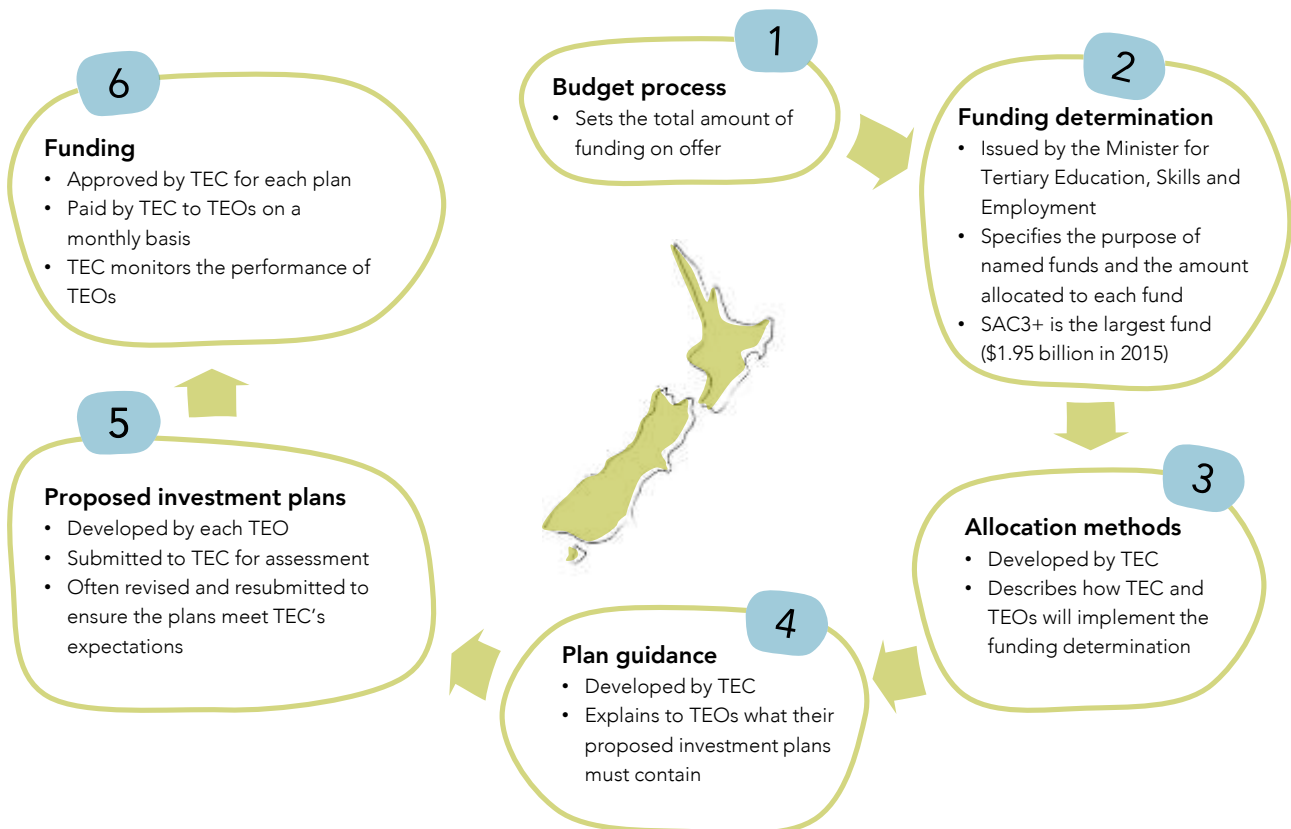 1
Budget process
• Sets the total amount of
funding on offer
2
Funding determination
• Issued by the Minister for
Tertiary Education, Skills and
Employment
• Specifies the purpose of
named funds and the amount
allocated to each fund
• SAC3+ is the largest fund
($1.95 billion in 2015)
3
Allocation methods
• Developed by TEC
• Describes how TEC and
TEOs will implement the
funding determination
4
Plan guidance
• Developed by TEC
• Explains to TEOs what their
proposed investment plans
must contain
5
Proposed investment plans
• Developed by each TEO
• Submitted to TEC for assessment
• Often revised and resubmitted to
ensure the plans meet TEC’s
expectations
6
Funding
• Approved by TEC for each plan
• Paid by TEC to TEOs on a
monthly basis
• TEC monitors the performance of
TEOs